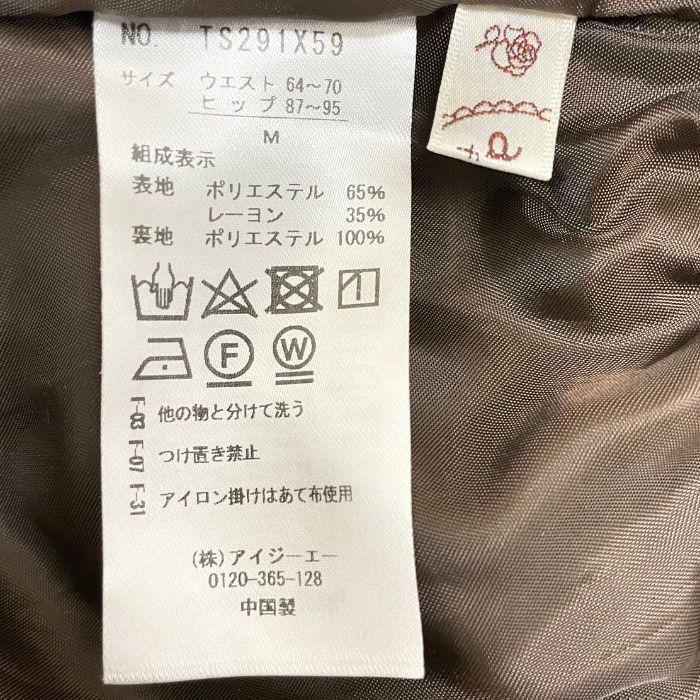 NO. TS291X59
サイズ ウエスト 64〜70
ヒップ 87〜95
M
組成表示
表地 ポリエステル 65%
レーヨン 35%
裏地 ポリエステル 100%
F
W
F-03 他の物と分けて洗う
F-07 つけ置き禁止
F-31 アイロン掛けはあて布使用
(株)アイジーエー
0120-365-128
中国製